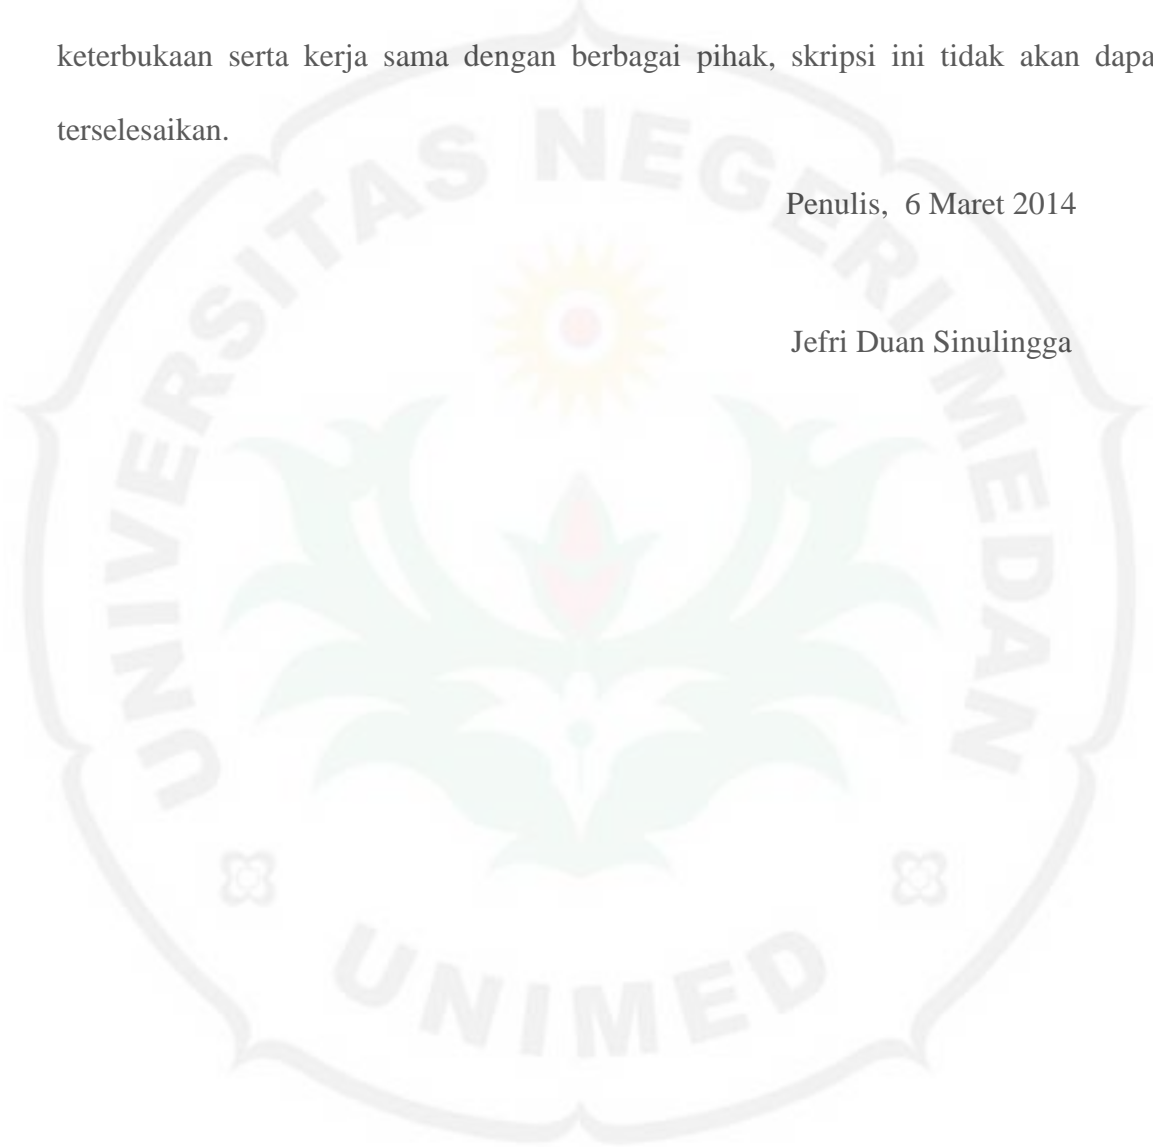 keterbukaan serta kerja sama dengan berbagai pihak, skripsi ini tidak akan dapa
terselesaikan.
Penulis, 6 Maret 2014
Jefri Duan Sinulingga
UNIVERSITAS NEGERI MEDAN
UNIMED